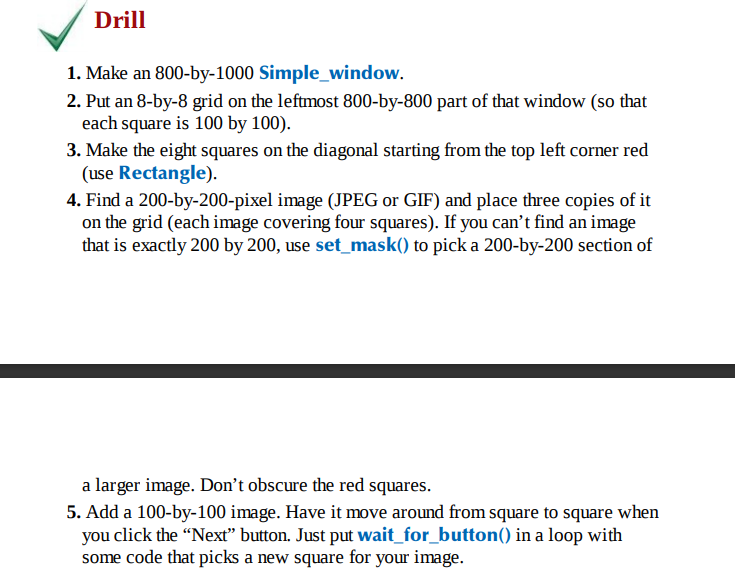 Drill
1. Make an 800-by-1000 Simple_window.
2. Put an 8-by-8 grid on the leftmost 800-by-800 part of that window (so that
each square is 100 by 100).
3. Make the eight squares on the diagonal starting from the top left corner red
(use Rectangle).
4. Find a 200-by-200-pixel image (JPEG or GIF) and place three copies of it
on the grid (each image covering four squares). If you can’t find an image
that is exactly 200 by 200, use set_mask() to pick a 200-by-200 section of
a larger image. Don’t obscure the red squares.
5. Add a 100-by-100 image. Have it move around from square to square when
you click the “Next” button. Just put wait_for_button() in a loop with
some code that picks a new square for your image.